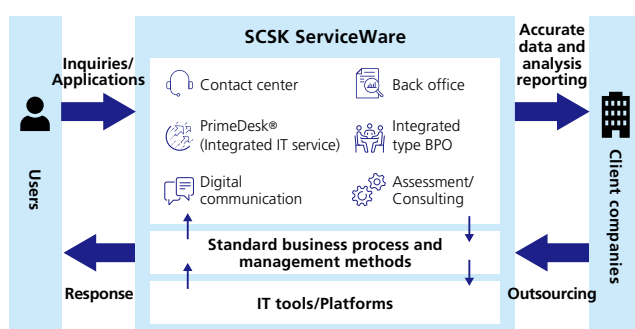 SCSK ServiceWare
Inquiries/
Applications
Accurate
data and
analysis
reporting
Contact center
Back office
PrimeDesk®
(Integrated IT service)
Integrated
type BPO
Digital
communication
Assessment/
Consulting
Users
Client companies
Standard business process and
management methods
Response
Outsourcing
IT tools/Platforms